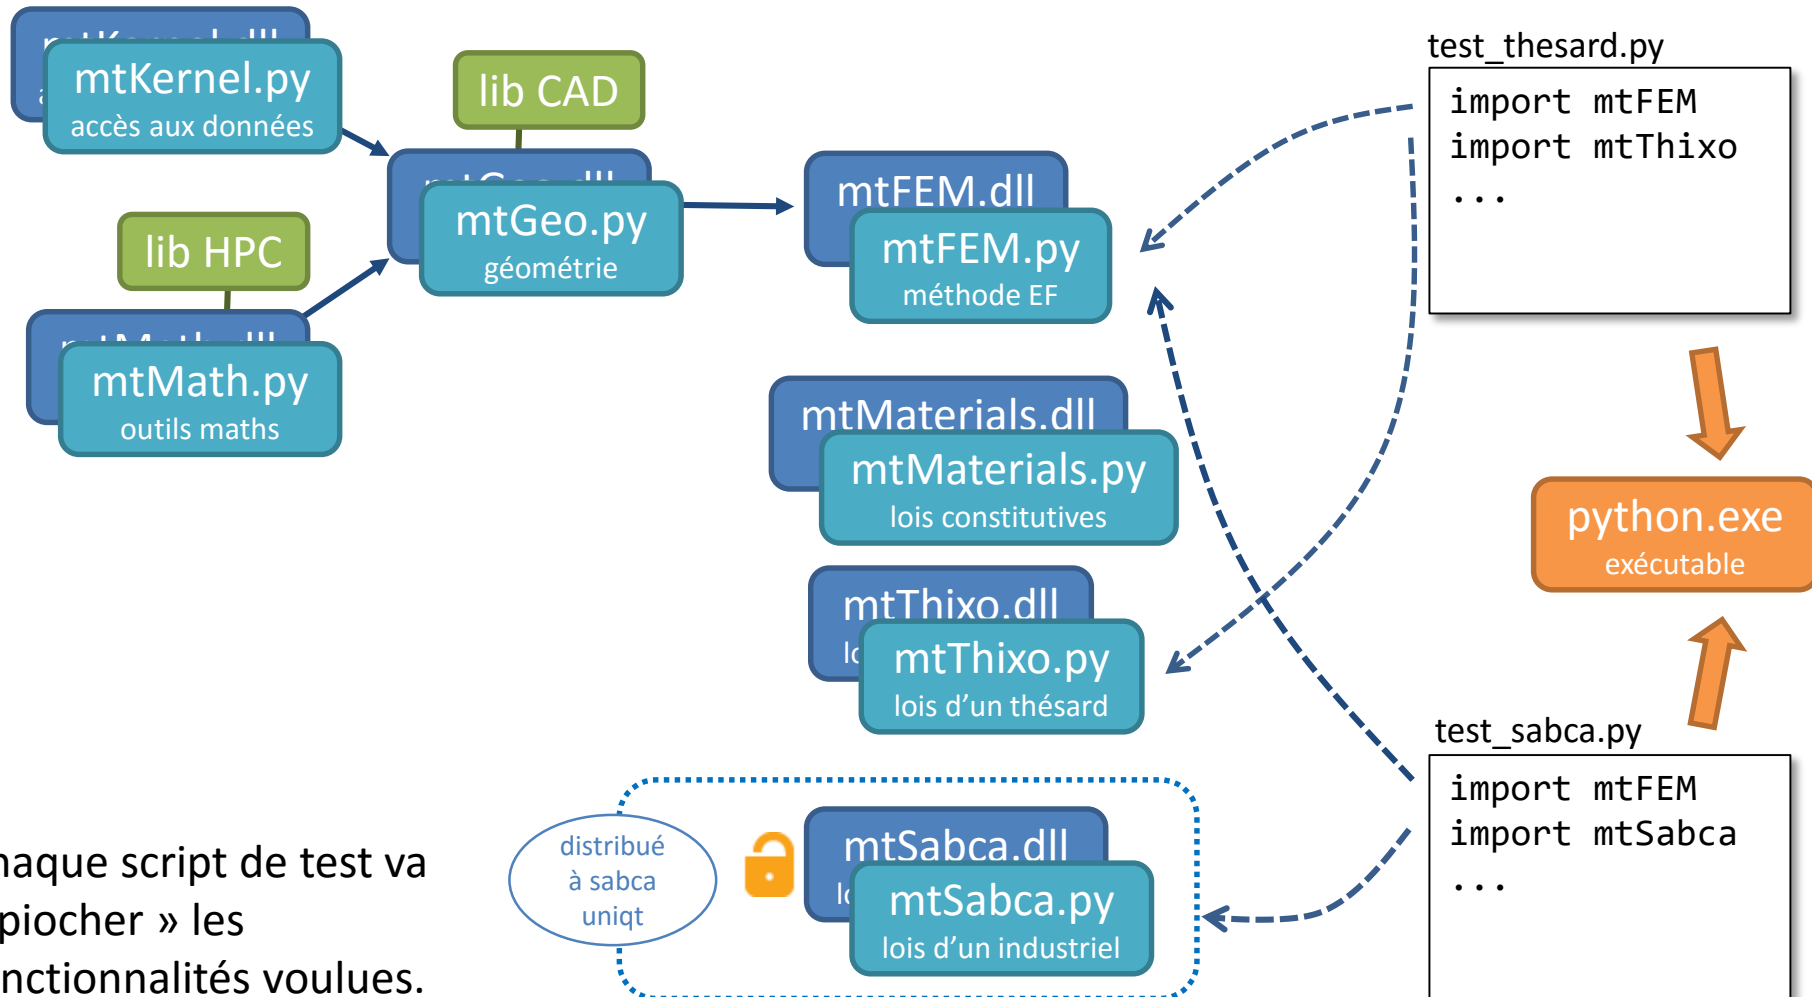 mtKernel.py
accès aux données
lib CAD
mtGeo.py
géométrie
lib HPC
mtMath.py
outils maths
mtFEM.dll
mtFEM.py
méthode EF
mtMaterials.dll
mtMaterials.py
lois constitutives
mtThixo.dll
mtThixo.py
lois d'un thésard
distribué
à sabca
uniqt
mtSabca.dll
mtSabca.py
lois d'un industriel
test_thesard.py
import mtFEM
import mtThixo
...
python.exe
exécutable
test_sabca.py
import mtFEM
import mtSabca
...
haque script de test va
piocher » les
nctionnalités voulues.